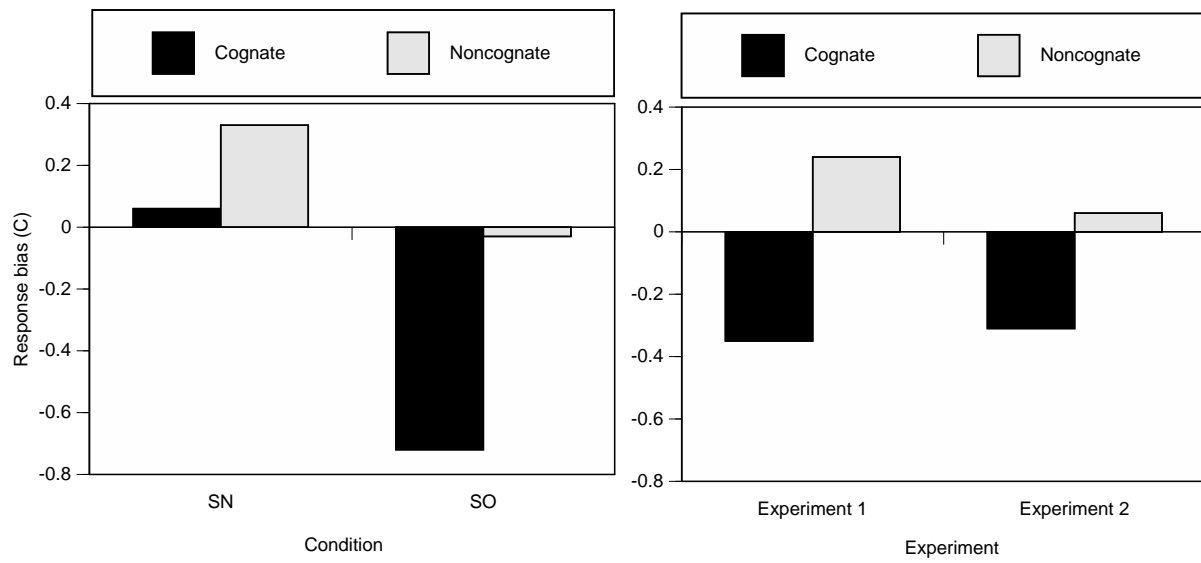 Cognate Noncognate
0.4
0.2
0
-0.2
-0.4
-0.6
-0.8
Response bias (C)
SN SO
Condition
Cognate Noncognate
0.4
0.2
0
-0.2
-0.4
-0.6
-0.8
Experiment 1 Experiment 2
Experiment